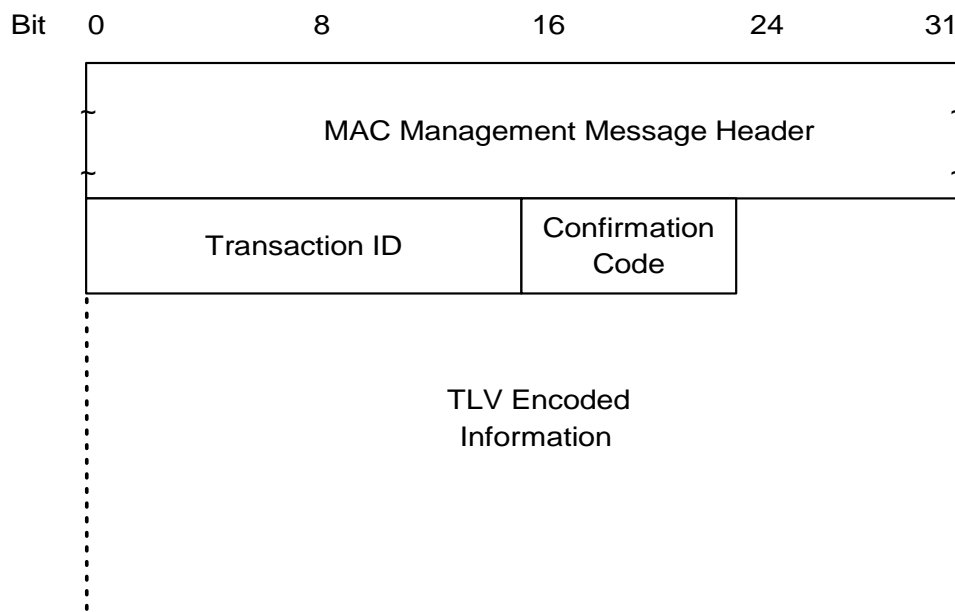 Bit 0 8 16 24 31
~ ~
MAC Management Message Header
~ ~
Transaction ID
Confirmation
Code
TLV Encoded
Information